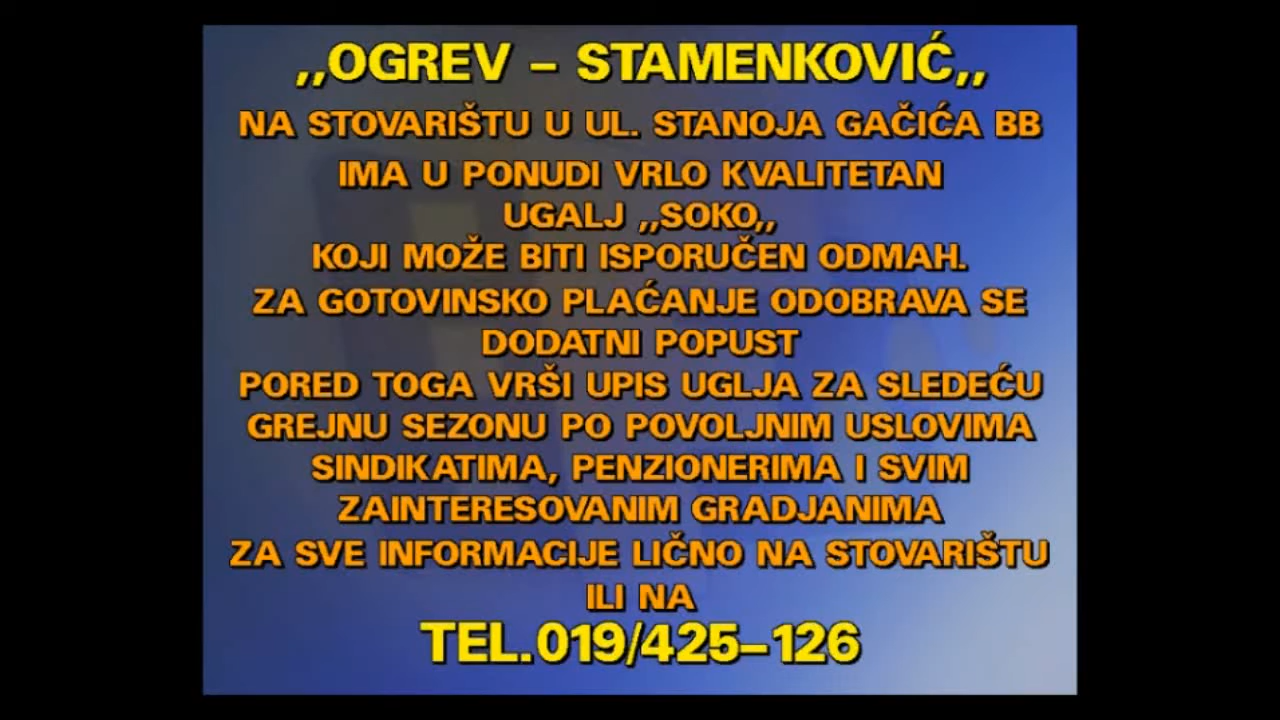 ,,OGREV – STAMENKOVIĆ,,
NA STOVARIŠTU U UL. STANOJA GAČIĆA BB
IMA U PONUDI VRLO KVALITETAN
UGALJ ,,SOKO,,
KOJI MOŽE BITI ISPORUČEN ODMAH.
ZA GOTOVINSKO PLAĆANJE ODOBRAVA SE
DODATNI POPUST
PORED TOGA VRŠI UPIS UGLJA ZA SLEDEĆU
GREJNU SEZONU PO POVOLJNIM USLOVIMA
SINDIKATIMA, PENZIONERIMA I SVIM
ZAINTERESOVANIM GRADJANIMA
ZA SVE INFORMACIJE LIČNO NA STOVARIŠTU
ILI NA
TEL.019/425–126